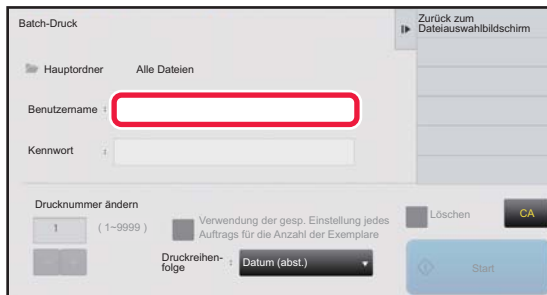 Batch-Druck
Zurück zum
Dateiauswahlbildschirm
Hauptordner Alle Dateien
Benutzername :
Kennwort :
Drucknummer ändern
1 ( 1~9999 )
Verwendung der gesp. Einstellung jedes
Auftrags für die Anzahl der Exemplare
Löschen
CA
Druckreihen-
folge : Datum (abst.)
Start